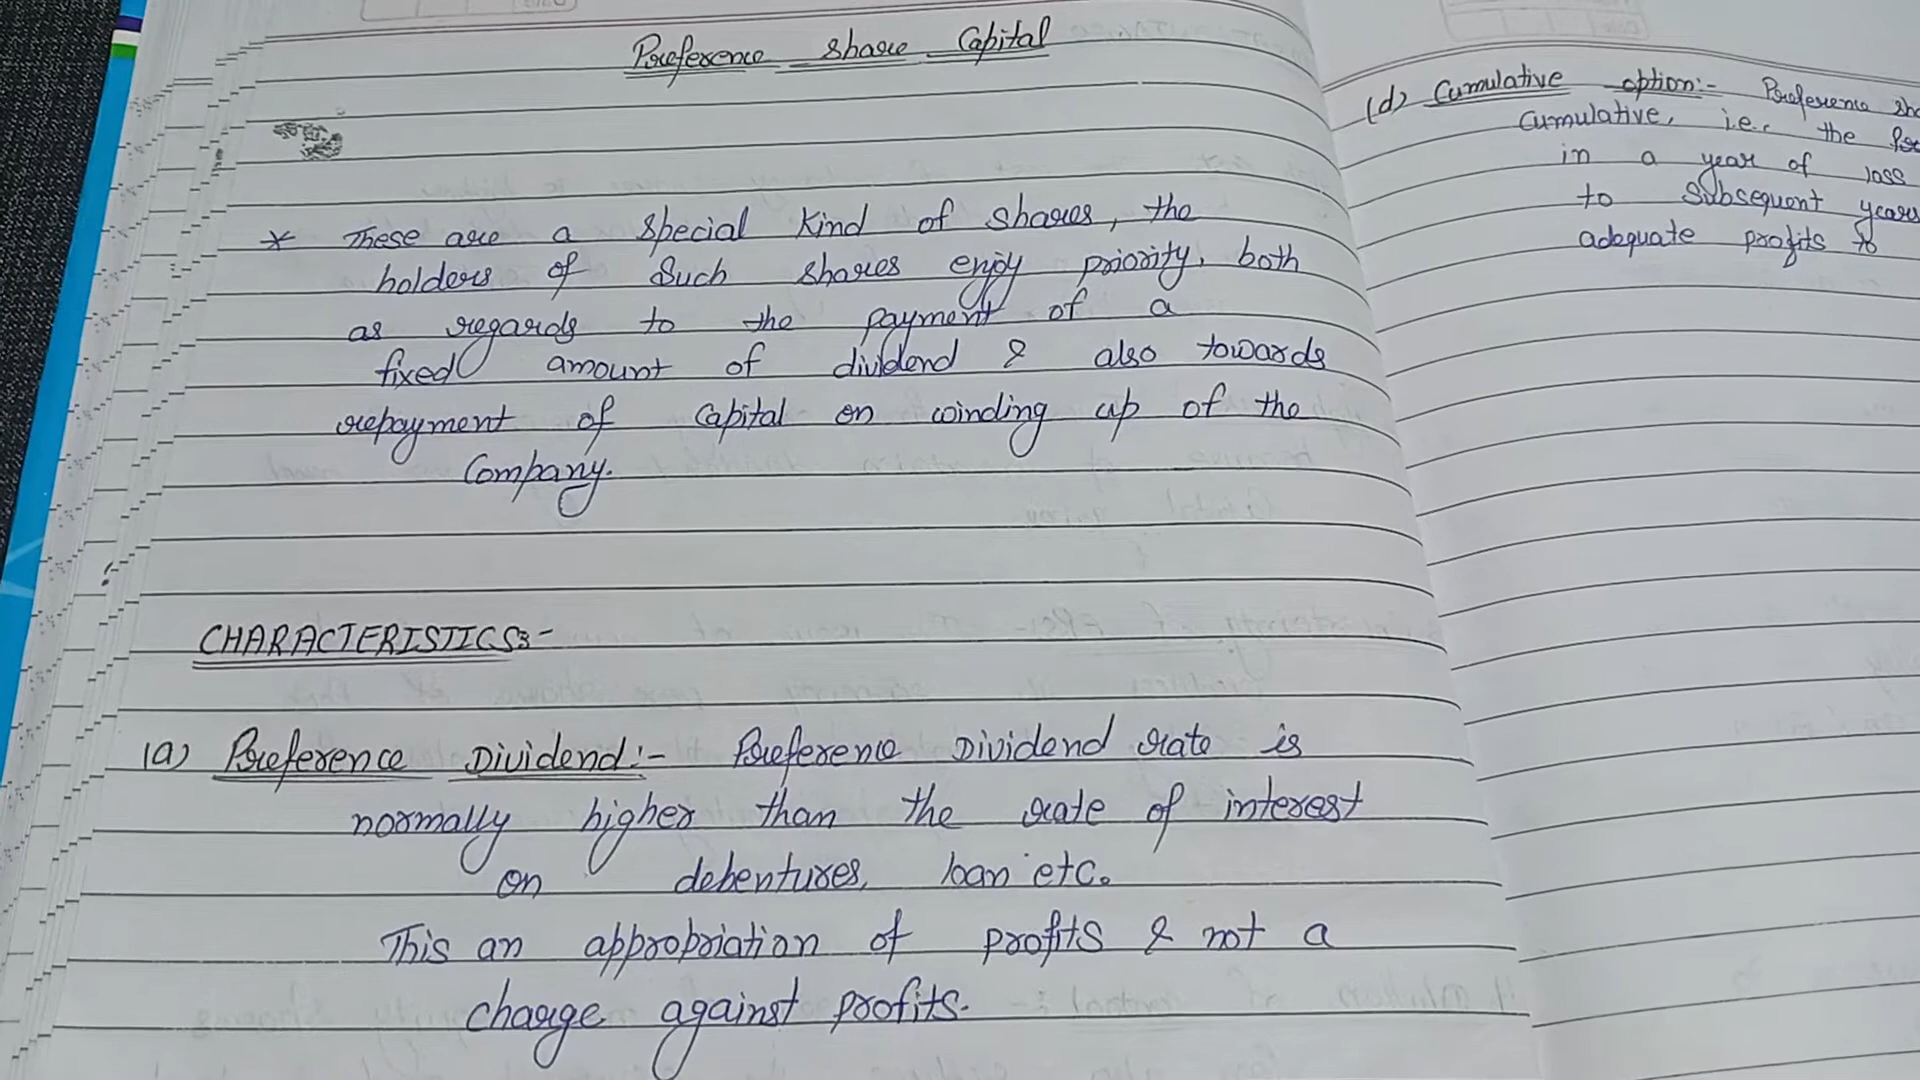 Preference Share Capital
* These are a special kind of shares, the
holders of such shares enjoy priority, both
as regards to the payment of a
fixed amount of dividend & also towards
repayment of capital on winding up of the
Company.
CHARACTERISTICS:-
(a) Preference Dividend:- Preference Dividend rate is
normally higher than the rate of interest
on debentures, loan etc.
This an appropriation of profits & not a
charge against profits.
(d) Cumulative option:- Preference
Cumulative, i.e. the
in a year of loss
to subsequent years
adequate profits to